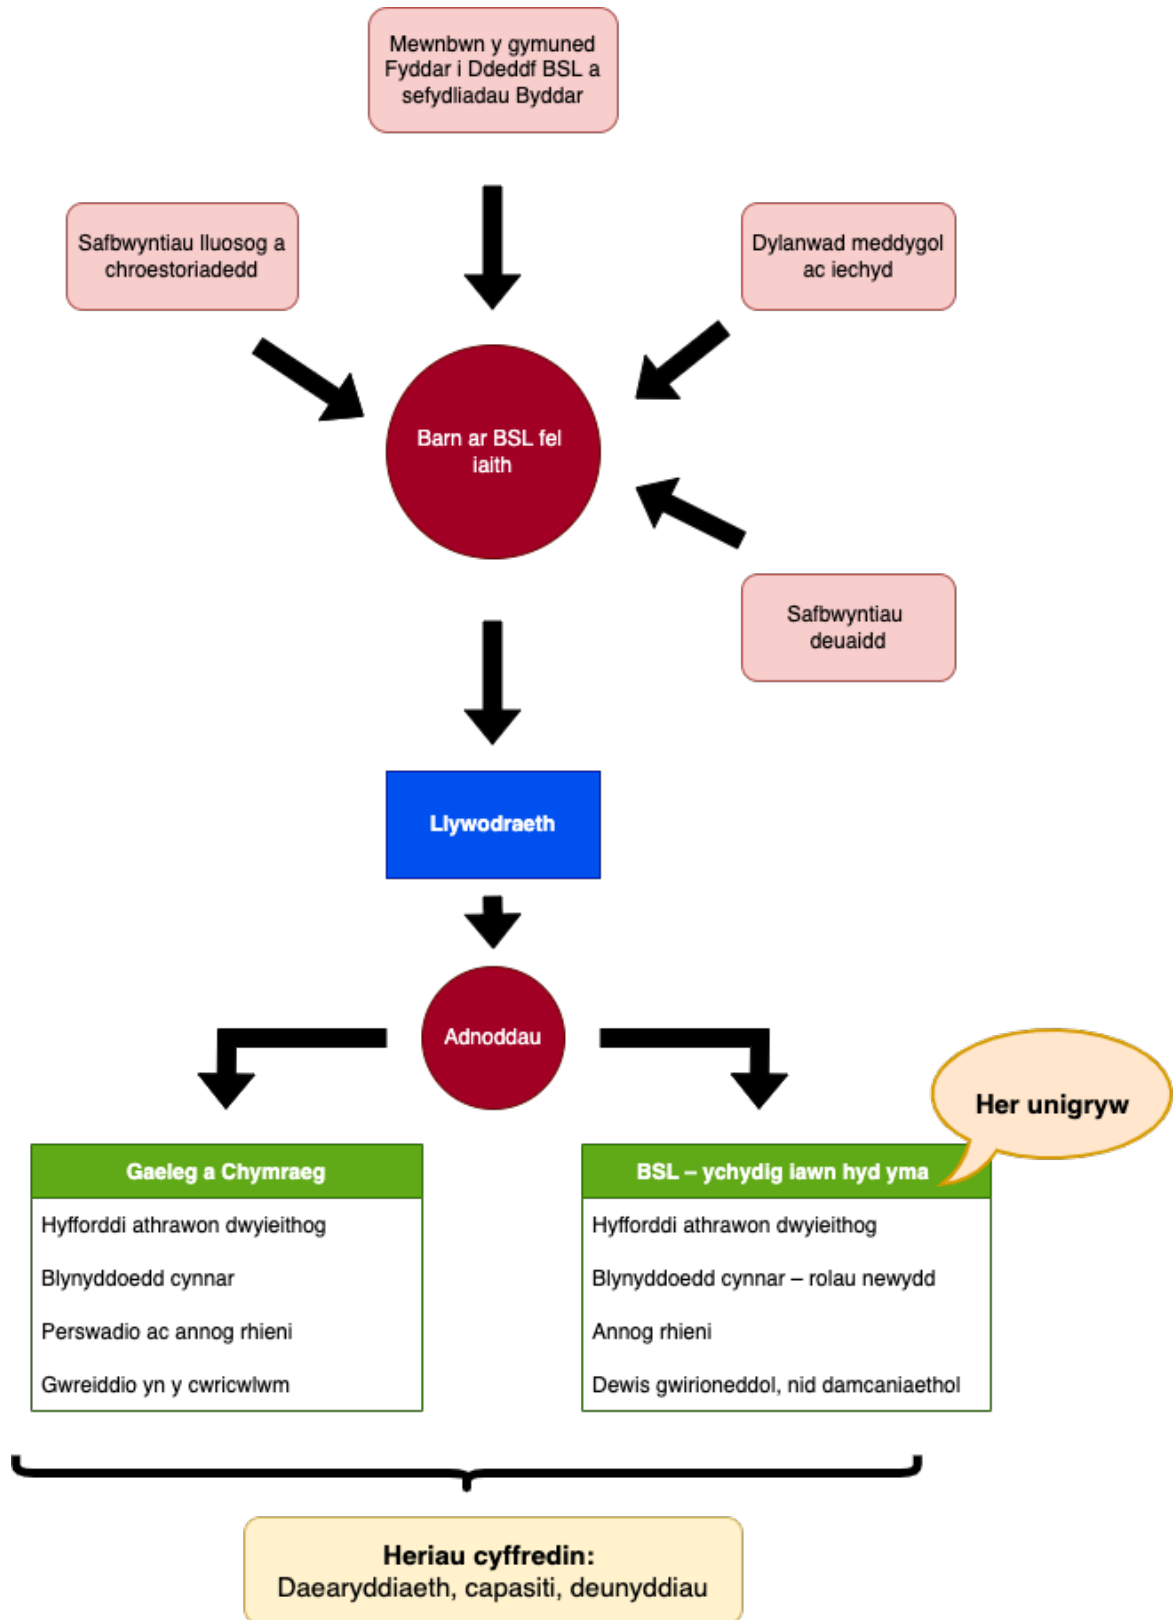 Mewnbwn y gymuned
Fyddar i Ddeddf BSL a
sefydliadau Byddar
Safbwyntiau lluosog a
chroestoriadedd
Dylanwad meddygol
ac iechyd
Barn ar BSL fel
iaith
Safbwyntiau
deuaidd
Llywodraeth
Adnoddau
Her unigryw
Gaeleg a Chymraeg
Hyfforddi athrawon dwyieithog
Blynyddoedd cynnar
Perswadio ac annog rhieni
Gwreiddio yn y cwricwlwm
BSL – ychydig iawn hyd yma
Hyfforddi athrawon dwyieithog
Blynyddoedd cynnar – rolau newydd
Annog rhieni
Dewis gwirioneddol, nid damcaniaethol
Heriau cyffredin:
Daearyddiaeth, capasiti, deunyddiau